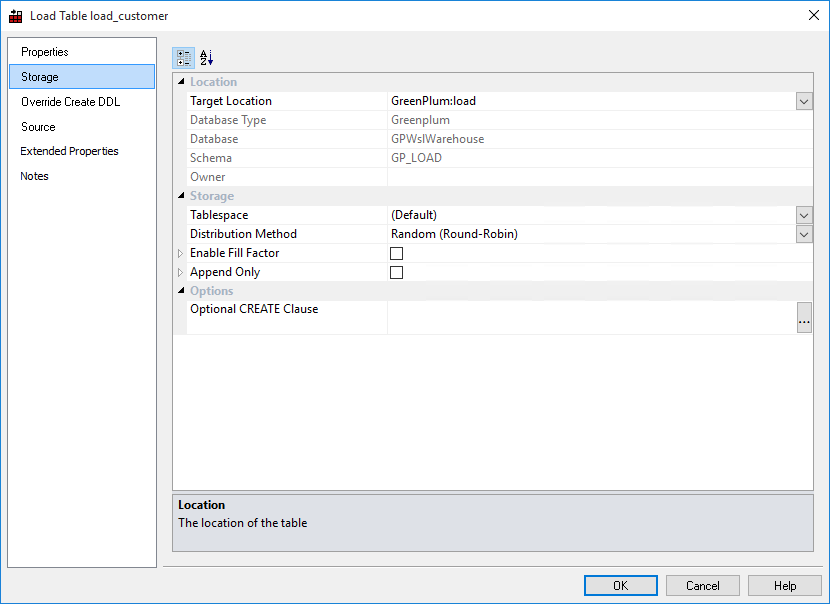 Load Table load_customer
Properties
Storage
Override Create DDL
Source
Extended Properties
Notes
Location
Target Location GreenPlum:load
Database Type Greenplum
Database GPWslWarehouse
Schema GP_LOAD
Owner
Storage
Tablespace (Default)
Distribution Method Random (Round-Robin)
Enable Fill Factor
Append Only
Options
Optional CREATE Clause ...
Location
The location of the table
OK Cancel Help